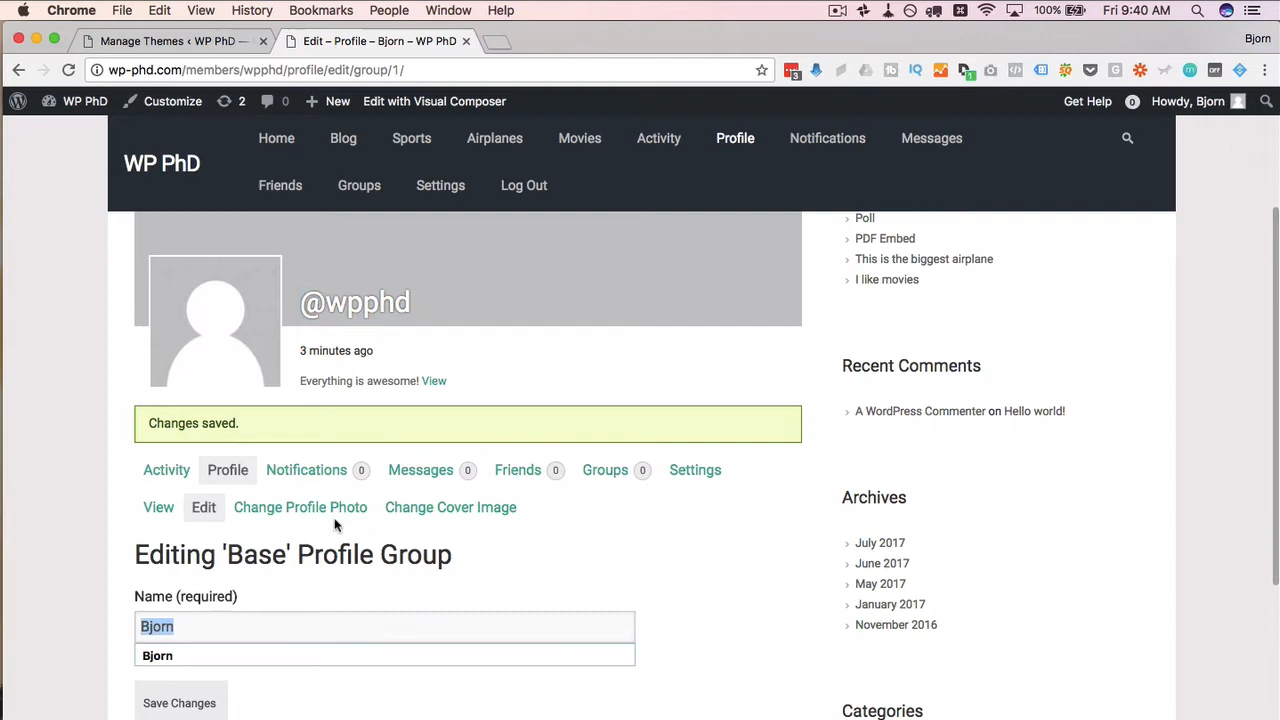 Chrome File Edit View History Bookmarks People Window Help 100% Fri 9:40 AM
Manage Themes ‹ WP PhD — Edit – Profile – Bjorn – WP PhD Bjorn
wp-phd.com/members/wpphd/profile/edit/group/1/
WP PhD Customize 2 0 New Edit with Visual Composer Get Help 0 Howdy, Bjorn
WP PhD
Home Blog Sports Airplanes Movies Activity Profile Notifications Messages
Friends Groups Settings Log Out
@wpphd
3 minutes ago
Everything is awesome! View
Changes saved.
Activity Profile Notifications 0 Messages 0 Friends 0 Groups 0 Settings
View Edit Change Profile Photo Change Cover Image
Editing 'Base' Profile Group
Name (required)
Bjorn
Bjorn
Save Changes
Poll
PDF Embed
This is the biggest airplane
I like movies
Recent Comments
A WordPress Commenter on Hello world!
Archives
July 2017
June 2017
May 2017
January 2017
November 2016
Categories